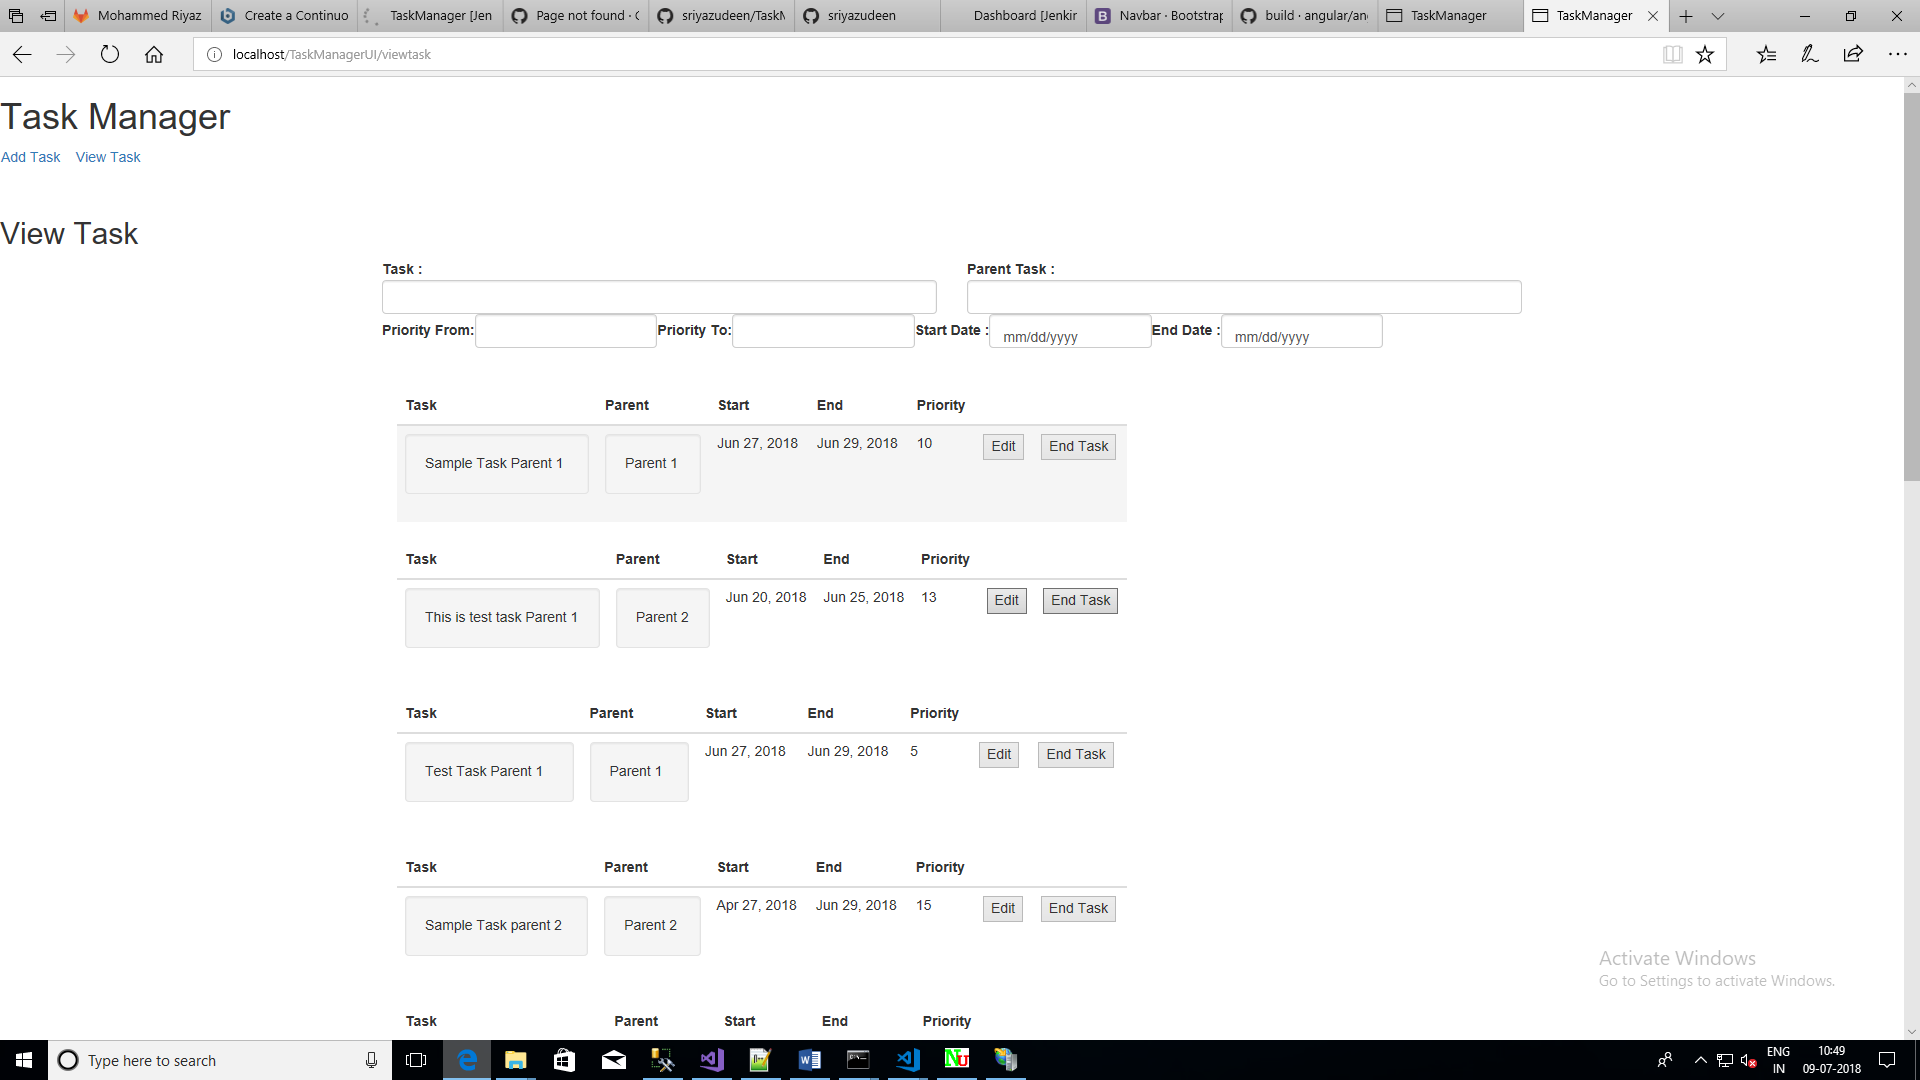 Mohammed Riyaz
Create a Continuo
TaskManager [Jen
Page not found · G
sriyazudeen/TaskM
sriyazudeen
Dashboard [Jenkin
Navbar · Bootstrap
build · angular/an
TaskManager
TaskManager
localhost/TaskManagerUI/viewtask
Task Manager
Add Task View Task
View Task
Task : Parent Task :
Priority From: Priority To: Start Date : mm/dd/yyyy End Date : mm/dd/yyyy
Task Parent Start End Priority
Sample Task Parent 1 Parent 1 Jun 27, 2018 Jun 29, 2018 10 Edit End Task
Task Parent Start End Priority
This is test task Parent 1 Parent 2 Jun 20, 2018 Jun 25, 2018 13 Edit End Task
Task Parent Start End Priority
Test Task Parent 1 Parent 1 Jun 27, 2018 Jun 29, 2018 5 Edit End Task
Task Parent Start End Priority
Sample Task parent 2 Parent 2 Apr 27, 2018 Jun 29, 2018 15 Edit End Task
Task Parent Start End Priority
Activate Windows
Go to Settings to activate Windows.
Type here to search
ENG
IN
10:49
09-07-2018